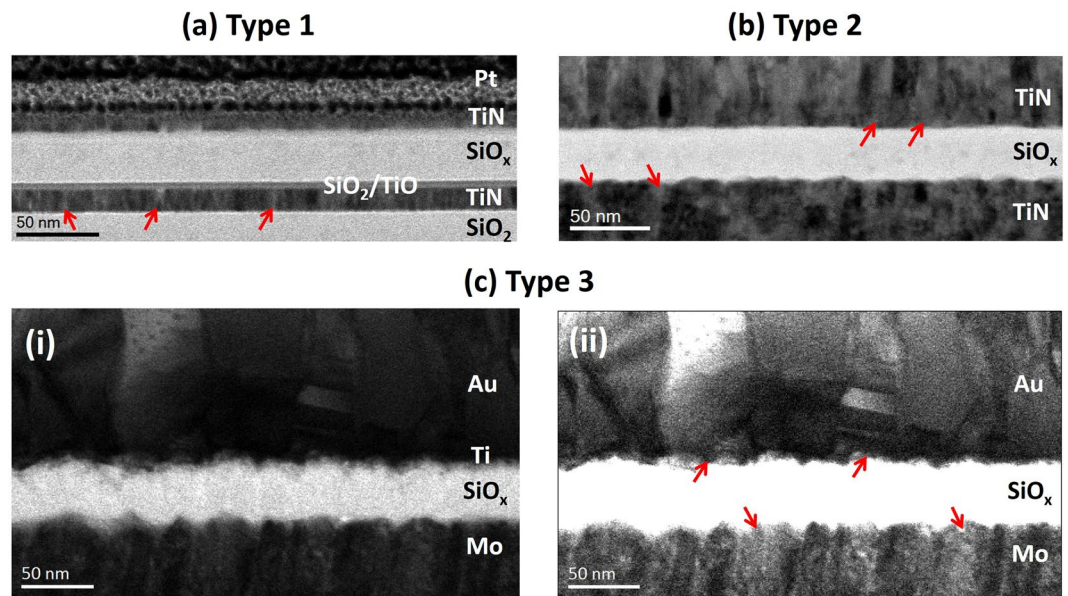 (a) Type 1
Pt
TiN
SiOx
SiO2/TiO
TiN
SiO2
50 nm
(b) Type 2
TiN
SiOx
TiN
50 nm
(c) Type 3
(i)
Au
Ti
SiOx
Mo
50 nm
(ii)
Au
SiOx
Mo
50 nm